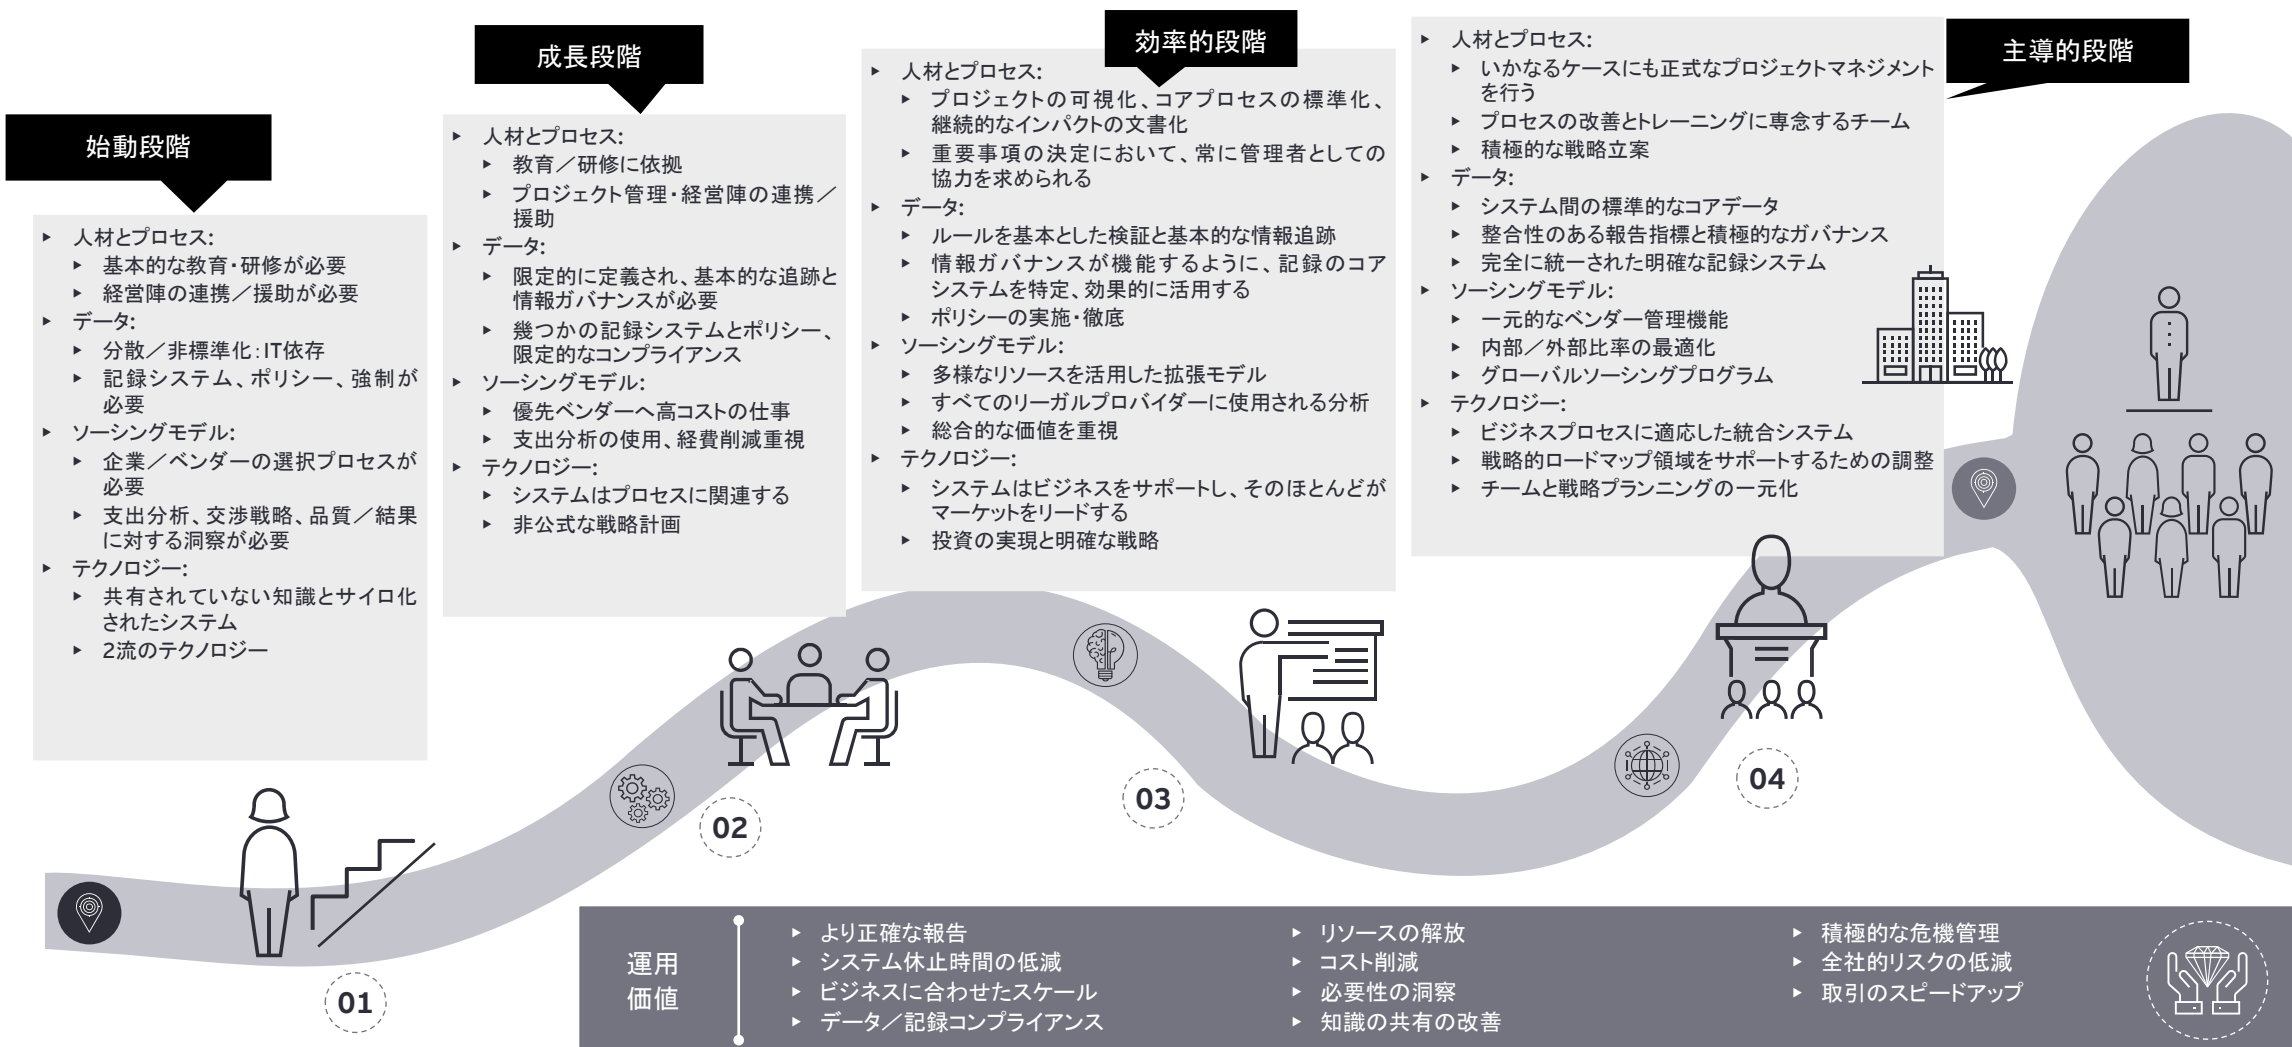 始動段階
▶ 人材とプロセス:
▶ 基本的な教育・研修が必要
▶ 経営陣の連携／援助が必要
▶ データ:
▶ 分散／非標準化：IT依存
▶ 記録システム、ポリシー、強制が
必要
▶ ソーシングモデル:
▶ 企業／ベンダーの選択プロセスが
必要
▶ 支出分析、交渉戦略、品質／結果
に対する洞察が必要
▶ テクノロジー:
▶ 共有されていない知識とサイロ化
されたシステム
▶ 2流のテクノロジー
01
成長段階
▶ 人材とプロセス:
▶ 教育／研修に依拠
▶ プロジェクト管理・経営陣の連携／
援助
▶ データ:
▶ 限定的に定義され、基本的な追跡と
情報ガバナンスが必要
▶ 幾つかの記録システムとポリシー、
限定的なコンプライアンス
▶ ソーシングモデル:
▶ 優先ベンダーへ高コストの仕事
▶ 支出分析の使用、経費削減重視
▶ テクノロジー:
▶ システムはプロセスに関連する
▶ 非公式な戦略計画
02
効率的段階
▶ 人材とプロセス:
▶ プロジェクトの可視化、コアプロセスの標準化、
継続的なインパクトの文書化
▶ 重要事項の決定において、常に管理者としての
協力を求められる
▶ データ:
▶ ルールを基本とした検証と基本的な情報追跡
▶ 情報ガバナンスが機能するように、記録のコア
システムを特定、効果的に活用する
▶ ポリシーの実施・徹底
▶ ソーシングモデル:
▶ 多様なリソースを活用した拡張モデル
▶ すべてのリーガルプロバイダーに使用される分析
▶ 総合的な価値を重視
▶ テクノロジー:
▶ システムはビジネスをサポートし、そのほとんどが
マーケットをリードする
▶ 投資の実現と明確な戦略
03
主導的段階
▶ 人材とプロセス:
▶ いかなるケースにも正式なプロジェクトマネジメント
を行う
▶ プロセスの改善とトレーニングに専念するチーム
▶ 積極的な戦略立案
▶ データ:
▶ システム間の標準的なコアデータ
▶ 整合性のある報告指標と積極的なガバナンス
▶ 完全に統一された明確な記録システム
▶ ソーシングモデル:
▶ 一元的なベンダー管理機能
▶ 内部／外部比率の最適化
▶ グローバルソーシングプログラム
▶ テクノロジー:
▶ ビジネスプロセスに適応した統合システム
▶ 戦略的ロードマップ領域をサポートするための調整
▶ チームと戦略プランニングの一元化
04
運用
価値
▶ より正確な報告
▶ システム休止時間の低減
▶ ビジネスに合わせたスケール
▶ データ／記録コンプライアンス
▶ リソースの解放
▶ コスト削減
▶ 必要性の洞察
▶ 知識の共有の改善
▶ 積極的な危機管理
▶ 全社的リスクの低減
▶ 取引のスピードアップ